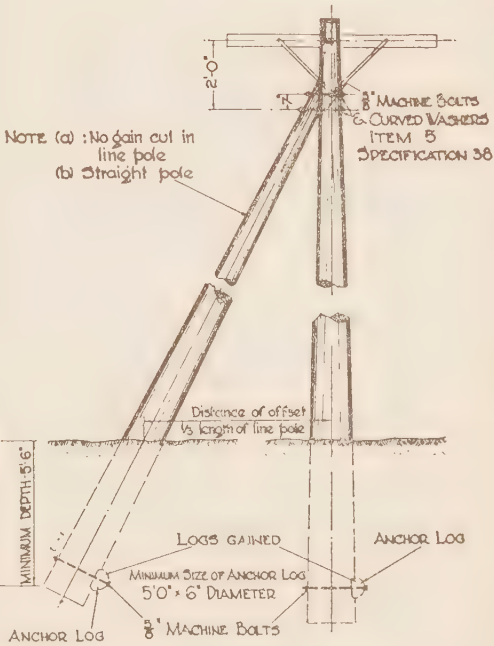 2'-0"
5/8" MACHINE BOLTS
& CURVED WASHERS
ITEM 5
SPECIFICATION 38
NOTE (a) : No gain cut in
line pole
(b) Straight pole
Distance of offset
1/3 length of line pole
MINIMUM DEPTH·5'6"
LOGS GAINED
ANCHOR LOG
MINIMUM SIZE OF ANCHOR LOG
5'0" × 6" DIAMETER
5/8" MACHINE BOLTS
ANCHOR LOG